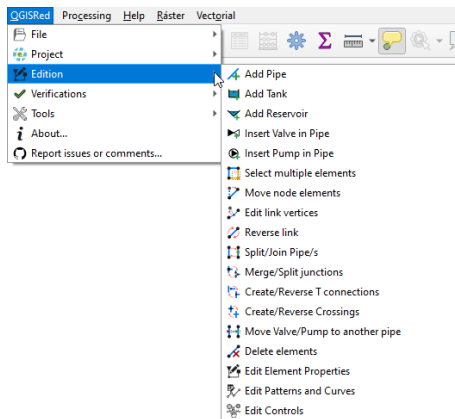 QGISRed Processing Help Ráster Vectorial
File
Project
Edition
Verifications
Tools
About...
Report issues or comments...
Add Pipe
Add Tank
Add Reservoir
Insert Valve in Pipe
Insert Pump in Pipe
Select multiple elements
Move node elements
Edit link vertices
Reverse link
Split/Join Pipe/s
Merge/Split junctions
Create/Reverse T connections
Create/Reverse Crossings
Move Valve/Pump to another pipe
Delete elements
Edit Element Properties
Edit Patterns and Curves
Edit Controls